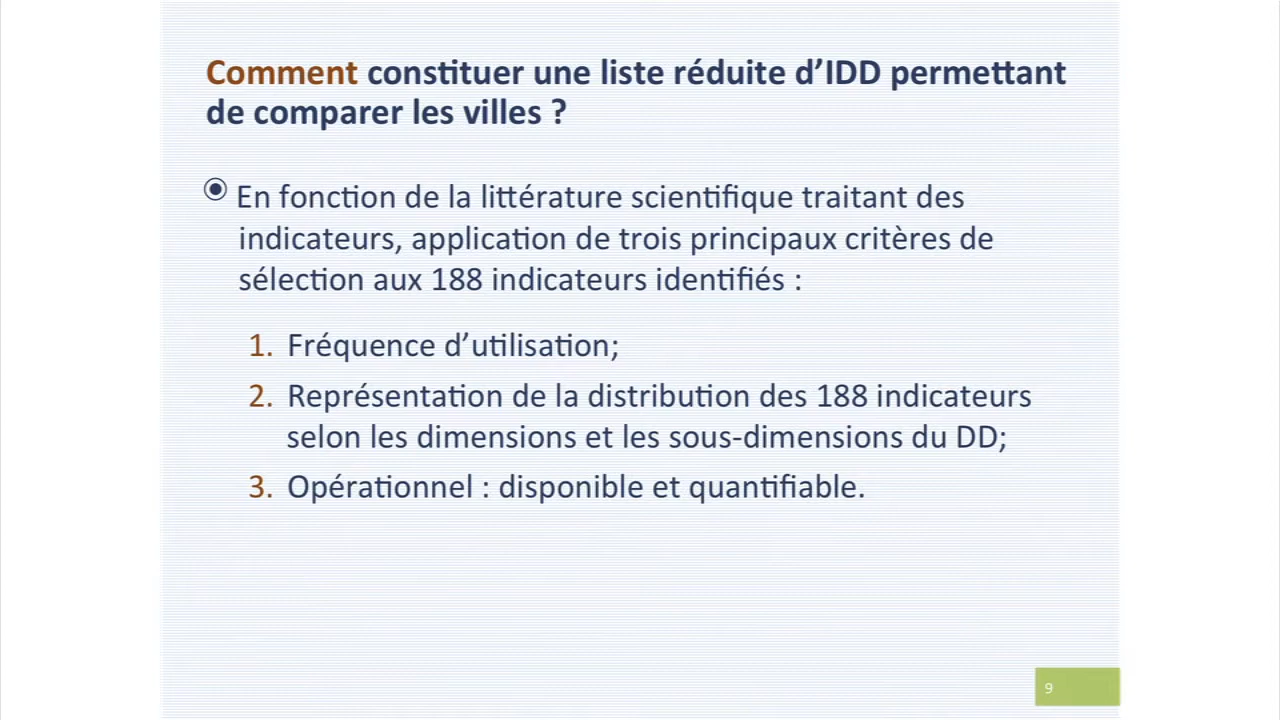 Comment constituer une liste réduite d’IDD permettant
de comparer les villes ?
En fonction de la littérature scientifique traitant des
indicateurs, application de trois principaux critères de
sélection aux 188 indicateurs identifiés :
1. Fréquence d’utilisation;
2. Représentation de la distribution des 188 indicateurs
selon les dimensions et les sous-dimensions du DD;
3. Opérationnel : disponible et quantifiable.
9